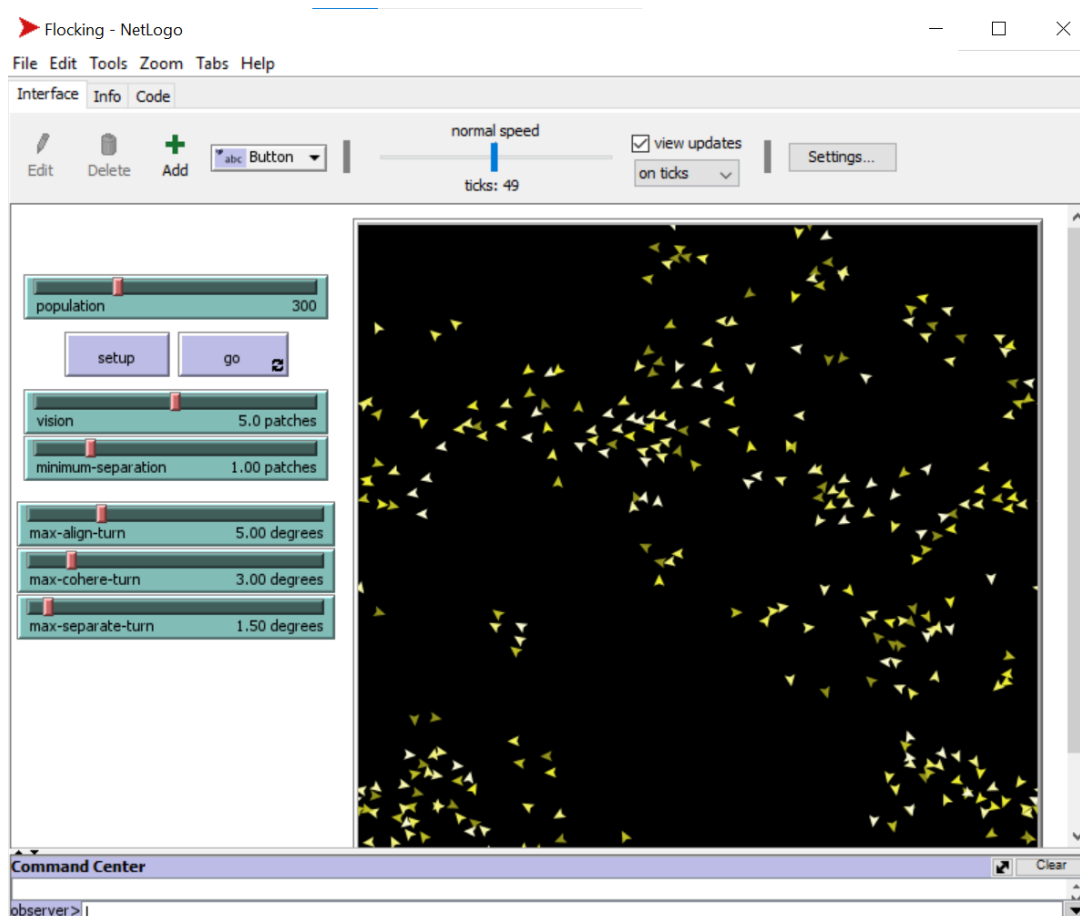 Flocking - NetLogo
File Edit Tools Zoom Tabs Help
Interface Info Code
Edit Delete Add abc Button normal speed view updates Settings...
ticks: 49 on ticks
population 300
setup go
vision 5.0 patches
minimum-separation 1.00 patches
max-align-turn 5.00 degrees
max-cohere-turn 3.00 degrees
max-separate-turn 1.50 degrees
Command Center Clear
observer>